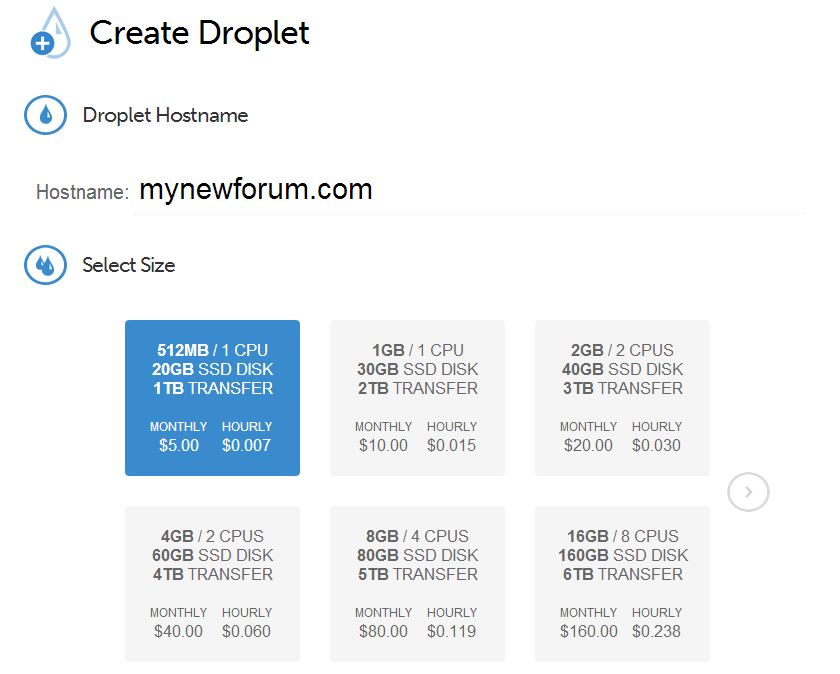 Create Droplet
Droplet Hostname
Hostname: mynewforum.com
Select Size
512MB / 1 CPU
20GB SSD DISK
1TB TRANSFER
MONTHLY HOURLY
$5.00 $0.007
1GB / 1 CPU
30GB SSD DISK
2TB TRANSFER
MONTHLY HOURLY
$10.00 $0.015
2GB / 2 CPUS
40GB SSD DISK
3TB TRANSFER
MONTHLY HOURLY
$20.00 $0.030
4GB / 2 CPUS
60GB SSD DISK
4TB TRANSFER
MONTHLY HOURLY
$40.00 $0.060
8GB / 4 CPUS
80GB SSD DISK
5TB TRANSFER
MONTHLY HOURLY
$80.00 $0.119
16GB / 8 CPUS
160GB SSD DISK
6TB TRANSFER
MONTHLY HOURLY
$160.00 $0.238